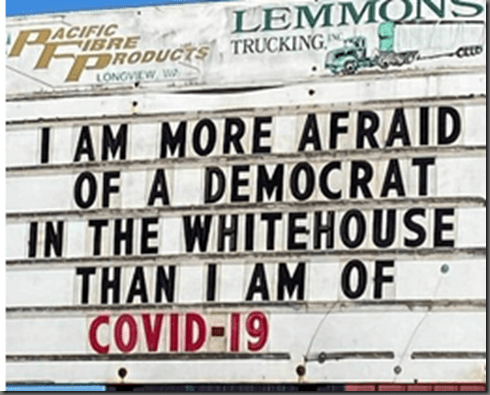 PACIFIC
FIBRE
PRODUCTS
LONGVIEW, WA
LEMMONS
TRUCKING, INC
I AM MORE AFRAID
OF A DEMOCRAT
IN THE WHITEHOUSE
THAN I AM OF
COVID-19